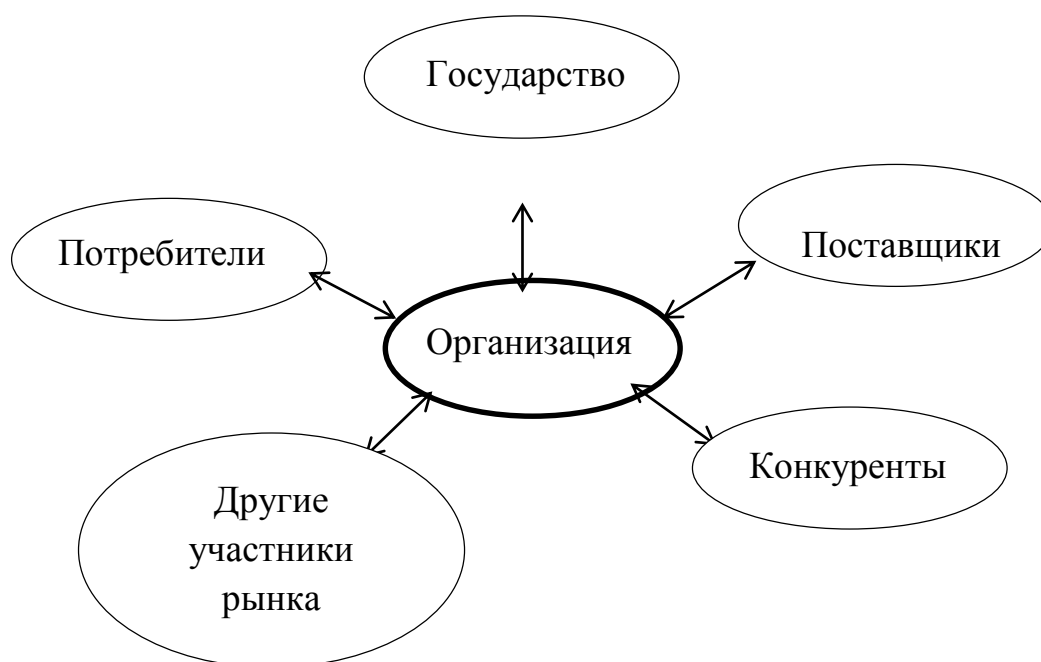 Государство
Потребители
Поставщики
Организация
Конкуренты
Другие
участники
рынка